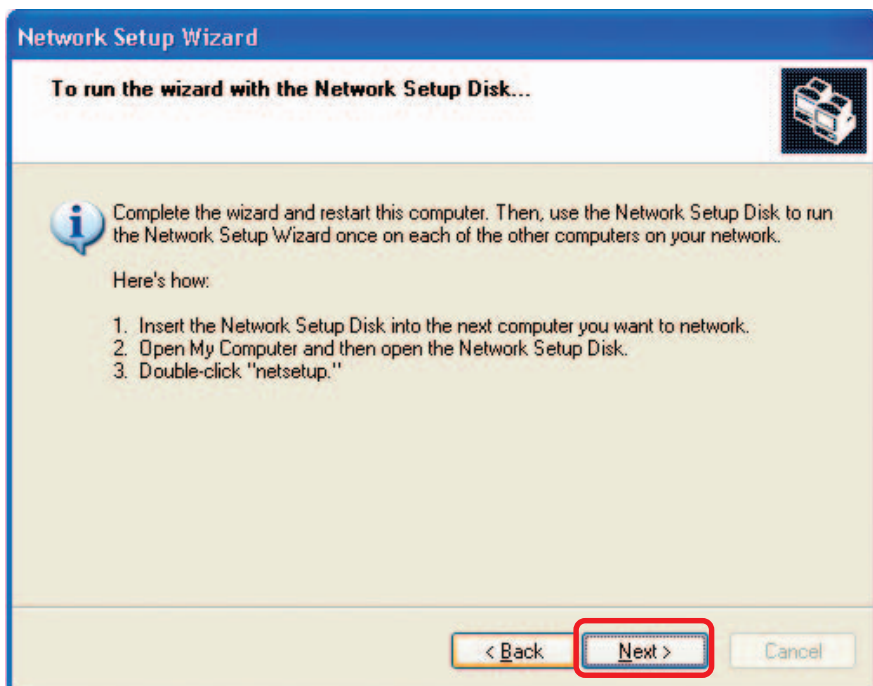 Network Setup Wizard
To run the wizard with the Network Setup Disk...
Complete the wizard and restart this computer. Then, use the Network Setup Disk to run
the Network Setup Wizard once on each of the other computers on your network.
Here's how:
1. Insert the Network Setup Disk into the next computer you want to network.
2. Open My Computer and then open the Network Setup Disk.
3. Double-click "netsetup."
< Back Next > Cancel